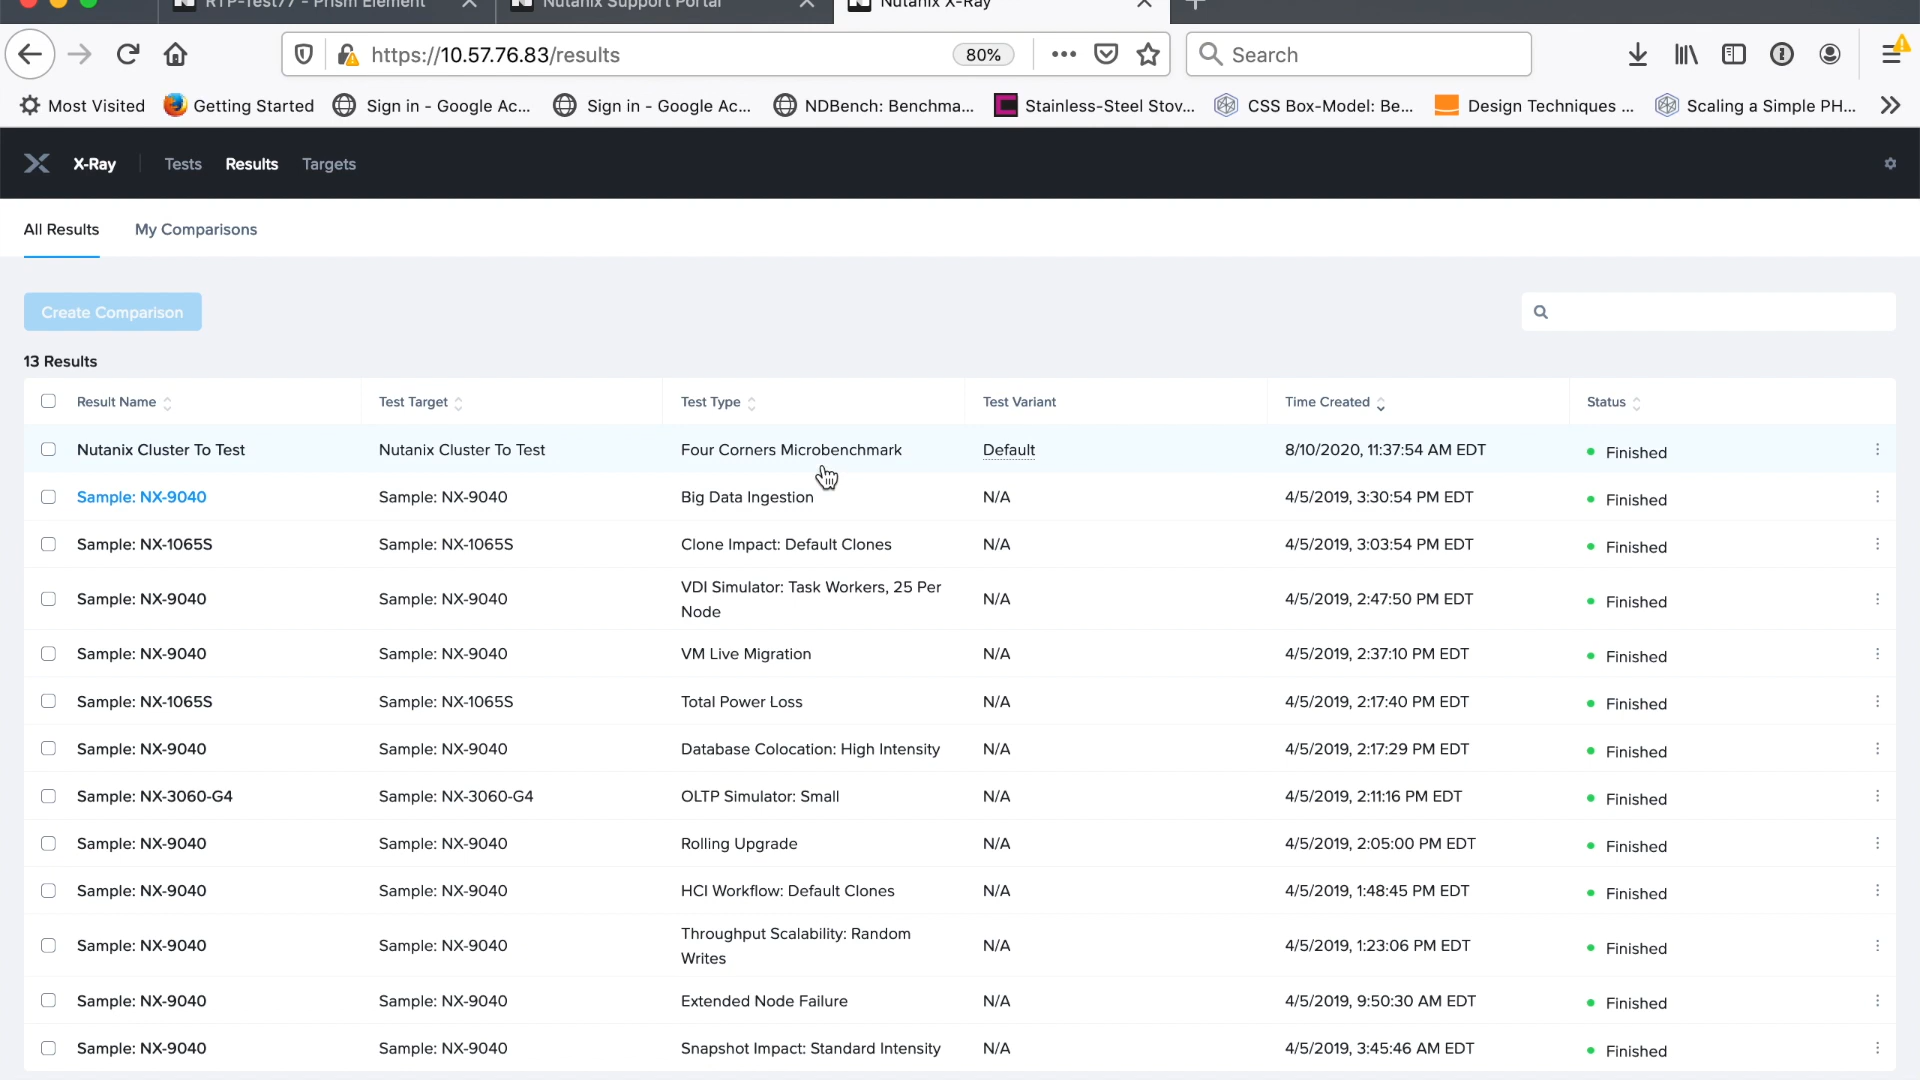 RTP-Test77 - Prism Element
Nutanix Support Portal
Nutanix X-Ray
https://10.57.76.83/results
80%
Search
Most Visited
Getting Started
Sign in - Google Ac...
Sign in - Google Ac...
NDBench: Benchma...
Stainless-Steel Stov...
CSS Box-Model: Be...
Design Techniques ...
Scaling a Simple PH...
X-Ray
Tests
Results
Targets
All Results
My Comparisons
Create Comparison
13 Results
Result Name Test Target Test Type Test Variant Time Created Status
Nutanix Cluster To Test Nutanix Cluster To Test Four Corners Microbenchmark Default 8/10/2020, 11:37:54 AM EDT Finished
Sample: NX-9040 Sample: NX-9040 Big Data Ingestion N/A 4/5/2019, 3:30:54 PM EDT Finished
Sample: NX-1065S Sample: NX-1065S Clone Impact: Default Clones N/A 4/5/2019, 3:03:54 PM EDT Finished
Sample: NX-9040 Sample: NX-9040 VDI Simulator: Task Workers, 25 Per
Node N/A 4/5/2019, 2:47:50 PM EDT Finished
Sample: NX-9040 Sample: NX-9040 VM Live Migration N/A 4/5/2019, 2:37:10 PM EDT Finished
Sample: NX-1065S Sample: NX-1065S Total Power Loss N/A 4/5/2019, 2:17:40 PM EDT Finished
Sample: NX-9040 Sample: NX-9040 Database Colocation: High Intensity N/A 4/5/2019, 2:17:29 PM EDT Finished
Sample: NX-3060-G4 Sample: NX-3060-G4 OLTP Simulator: Small N/A 4/5/2019, 2:11:16 PM EDT Finished
Sample: NX-9040 Sample: NX-9040 Rolling Upgrade N/A 4/5/2019, 2:05:00 PM EDT Finished
Sample: NX-9040 Sample: NX-9040 HCI Workflow: Default Clones N/A 4/5/2019, 1:48:45 PM EDT Finished
Sample: NX-9040 Sample: NX-9040 Throughput Scalability: Random
Writes N/A 4/5/2019, 1:23:06 PM EDT Finished
Sample: NX-9040 Sample: NX-9040 Extended Node Failure N/A 4/5/2019, 9:50:30 AM EDT Finished
Sample: NX-9040 Sample: NX-9040 Snapshot Impact: Standard Intensity N/A 4/5/2019, 3:45:46 AM EDT Finished